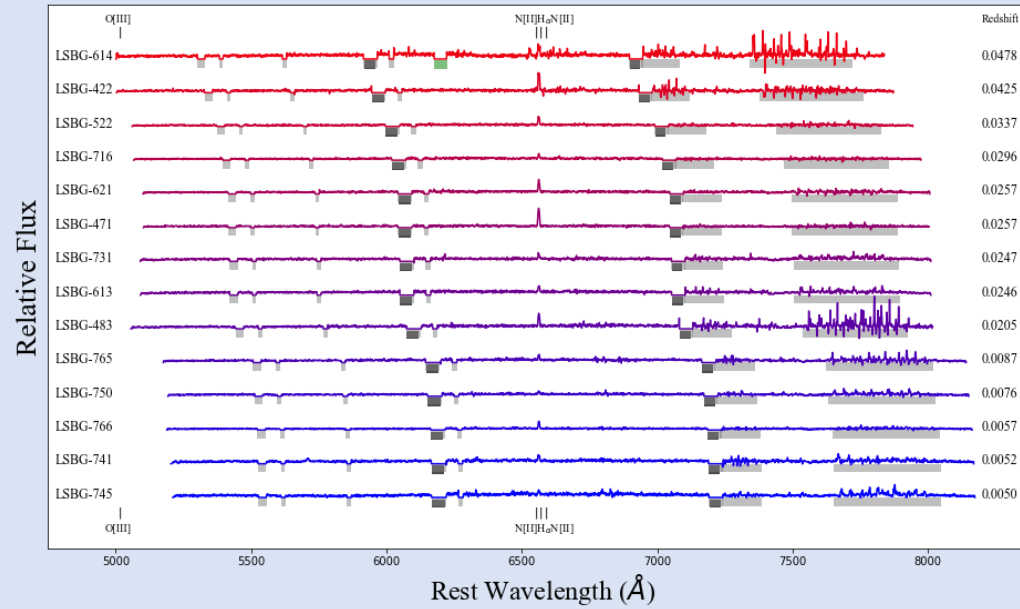 O[III] N[II]HαN[II] Redshift
LSBG-614 0.0478
LSBG-422 0.0425
LSBG-522 0.0337
LSBG-716 0.0296
LSBG-621 0.0257
LSBG-471 0.0257
LSBG-731 0.0247
LSBG-613 0.0246
LSBG-483 0.0205
LSBG-765 0.0087
LSBG-750 0.0076
LSBG-766 0.0057
LSBG-741 0.0052
LSBG-745 0.0050
O[III] N[II]HαN[II]
5000 5500 6000 6500 7000 7500 8000
Rest Wavelength (Å)
Relative Flux